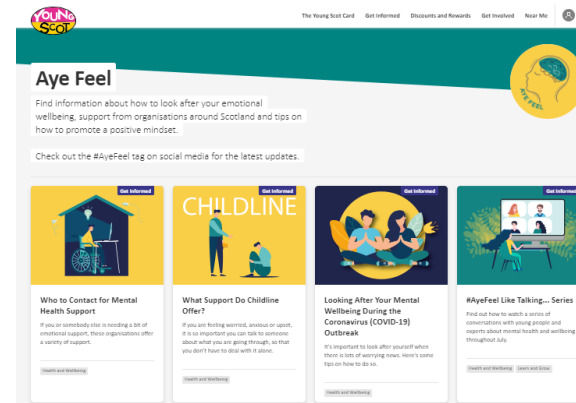 YOUNG
SCOT
The Young Scot Card Get Informed Discounts and Rewards Get Involved Near Me
Aye Feel
Find information about how to look after your emotional
wellbeing, support from organisations around Scotland and tips on
how to promote a positive mindset.
Check out the #AyeFeel tag on social media for the latest updates.
AYE FEEL
Get Informed
Who to Contact for Mental
Health Support
If you or somebody else is needing a bit of
emotional support, these organisations offer
a variety of support.
Health and Wellbeing
Get Informed
CHILDLINE
What Support Do Childline
Offer?
If you are feeling worried, anxious or upset,
it is so important you can talk to someone
about what you are going through, so that
you don't have to deal with it alone.
Health and Wellbeing
Get Informed
Looking After Your Mental
Wellbeing During the
Coronavirus (COVID-19)
Outbreak
It's important to look after yourself when
there is lots of worrying news. Here's some
tips on how to do so.
Health and Wellbeing
Get Informed
#AyeFeel Like Talking... Series
Find out how to watch a series of
conversations with young people and
experts about mental health and wellbeing
throughout July.
Health and Wellbeing Learn and Grow